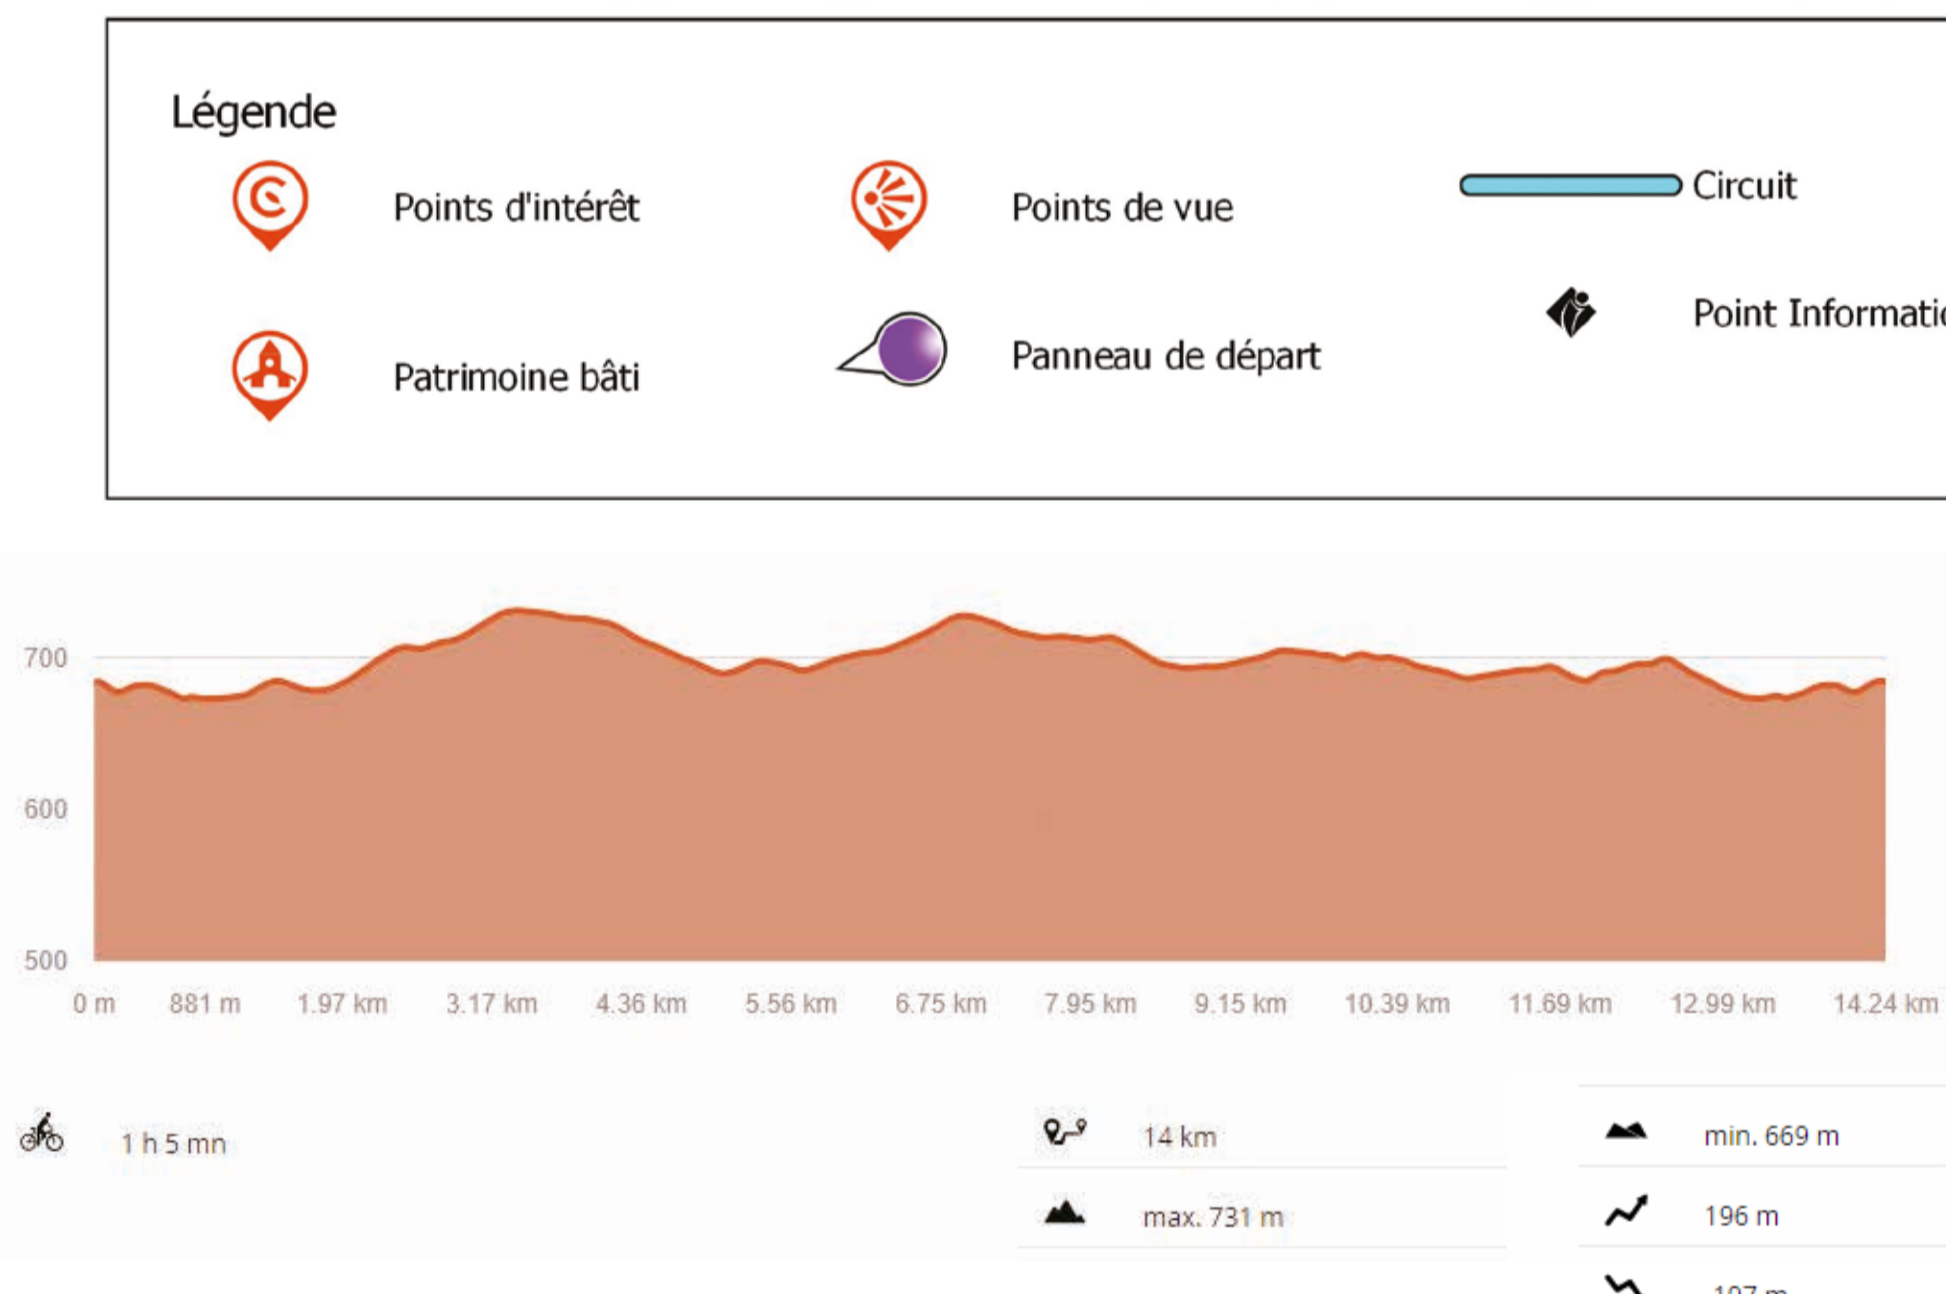 Légende
Points d'intérêt
Points de vue
Circuit
Patrimoine bâti
Panneau de départ
Point
700
600
500
0 m 881 m 1.97 km 3.17 km 4.36 km 5.56 km 6.75 km 7.95 km 9.15 km 10.39 km 11.69 km 12.99 km 14.24 km
1 h 5 mn
14 km
min. 669 m
max. 731 m
196 m